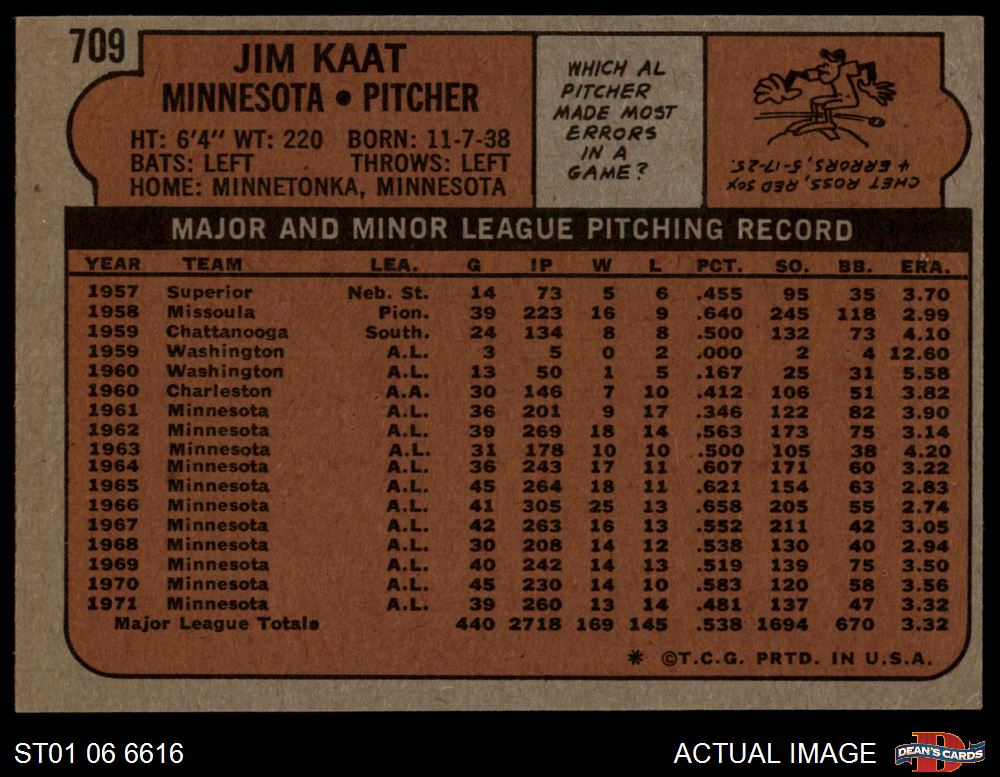 709
JIM KAAT
MINNESOTA • PITCHER
HT: 6'4" WT: 220 BORN: 11-7-38
BATS: LEFT THROWS: LEFT
HOME: MINNETONKA, MINNESOTA
WHICH AL
PITCHER
MADE MOST
ERRORS
IN A
GAME?
CHET ROSS, RED SOX
4 ERRORS, 5-17-25.
MAJOR AND MINOR LEAGUE PITCHING RECORD
YEAR TEAM LEA. G IP W L PCT. SO. BB. ERA.
1957 Superior Neb. St. 14 73 5 6 .455 95 35 3.70
1958 Missoula Pion. 39 223 16 9 .640 245 118 2.99
1959 Chattanooga South. 24 134 8 8 .500 132 73 4.10
1959 Washington A.L. 3 5 0 2 .000 2 4 12.60
1960 Washington A.L. 13 50 1 5 .167 25 31 5.58
1960 Charleston A.A. 30 146 7 10 .412 106 51 3.82
1961 Minnesota A.L. 36 201 9 17 .346 122 82 3.90
1962 Minnesota A.L. 39 269 18 14 .563 173 75 3.14
1963 Minnesota A.L. 31 178 10 10 .500 105 38 4.20
1964 Minnesota A.L. 36 243 17 11 .607 171 60 3.22
1965 Minnesota A.L. 45 264 18 11 .621 154 63 2.83
1966 Minnesota A.L. 41 305 25 13 .658 205 55 2.74
1967 Minnesota A.L. 42 263 16 13 .552 211 42 3.05
1968 Minnesota A.L. 30 208 14 12 .538 130 40 2.94
1969 Minnesota A.L. 40 242 14 13 .519 139 75 3.50
1970 Minnesota A.L. 45 230 14 10 .583 120 58 3.56
1971 Minnesota A.L. 39 260 13 14 .481 137 47 3.32
Major League Totals 440 2718 169 145 .538 1694 670 3.32
* ©T.C.G. PRTD. IN U.S.A.
ST01 06 6616
ACTUAL IMAGE
D
DEAN'S CARDS